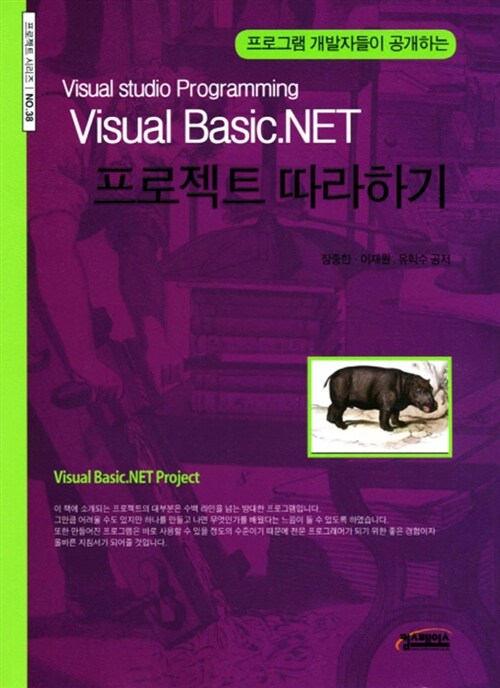 프로젝트 시리즈 | NO.38
프로그램 개발자들이 공개하는
Visual studio Programming
Visual Basic.NET
프로젝트 따라하기
장중한 · 이재원 . 유학수 공저
Visual Basic.NET Project
이 책에 소개되는 프로젝트의 대부분은 수백 라인을 넘는 방대한 프로그램입니다.
그만큼 어려울 수도 있지만 하나를 만들고 나면 무엇인가를 배웠다는 느낌이 들 수 있도록 하였습니다.
또한 만들어진 프로그램은 바로 사용할 수 있을 정도의 수준이기 때문에 전문 프로그래머가 되기 위한 좋은 경험이자
올바른 지침서가 되어줄 것입니다.
컴스페이스